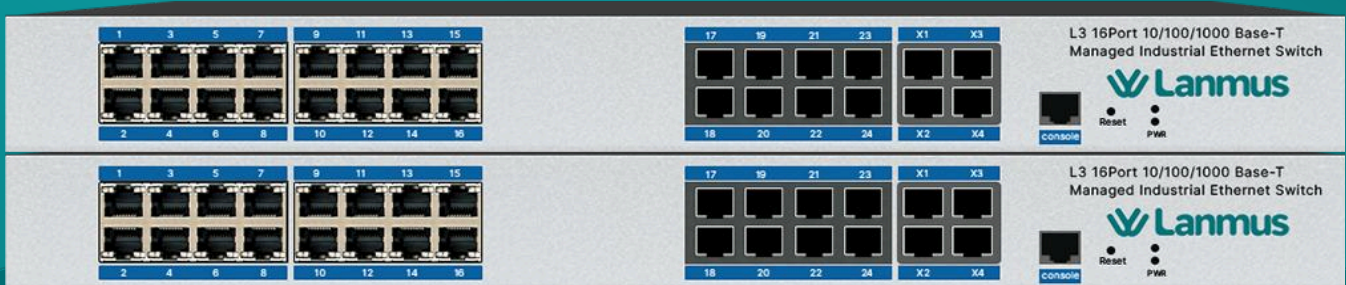 1 3 5 7 9 11 13 15 17 19 21 23 X1 X3
L3 16Port 10/100/1000 Base-T
Managed Industrial Ethernet Switch
Lanmus
Reset
PWR
console
2 4 6 8 10 12 14 16 18 20 22 24 X2 X4
1 3 5 7 9 11 13 15 17 19 21 23 X1 X3
L3 16Port 10/100/1000 Base-T
Managed Industrial Ethernet Switch
Lanmus
Reset
PWR
console
2 4 6 8 10 12 14 16 18 20 22 24 X2 X4